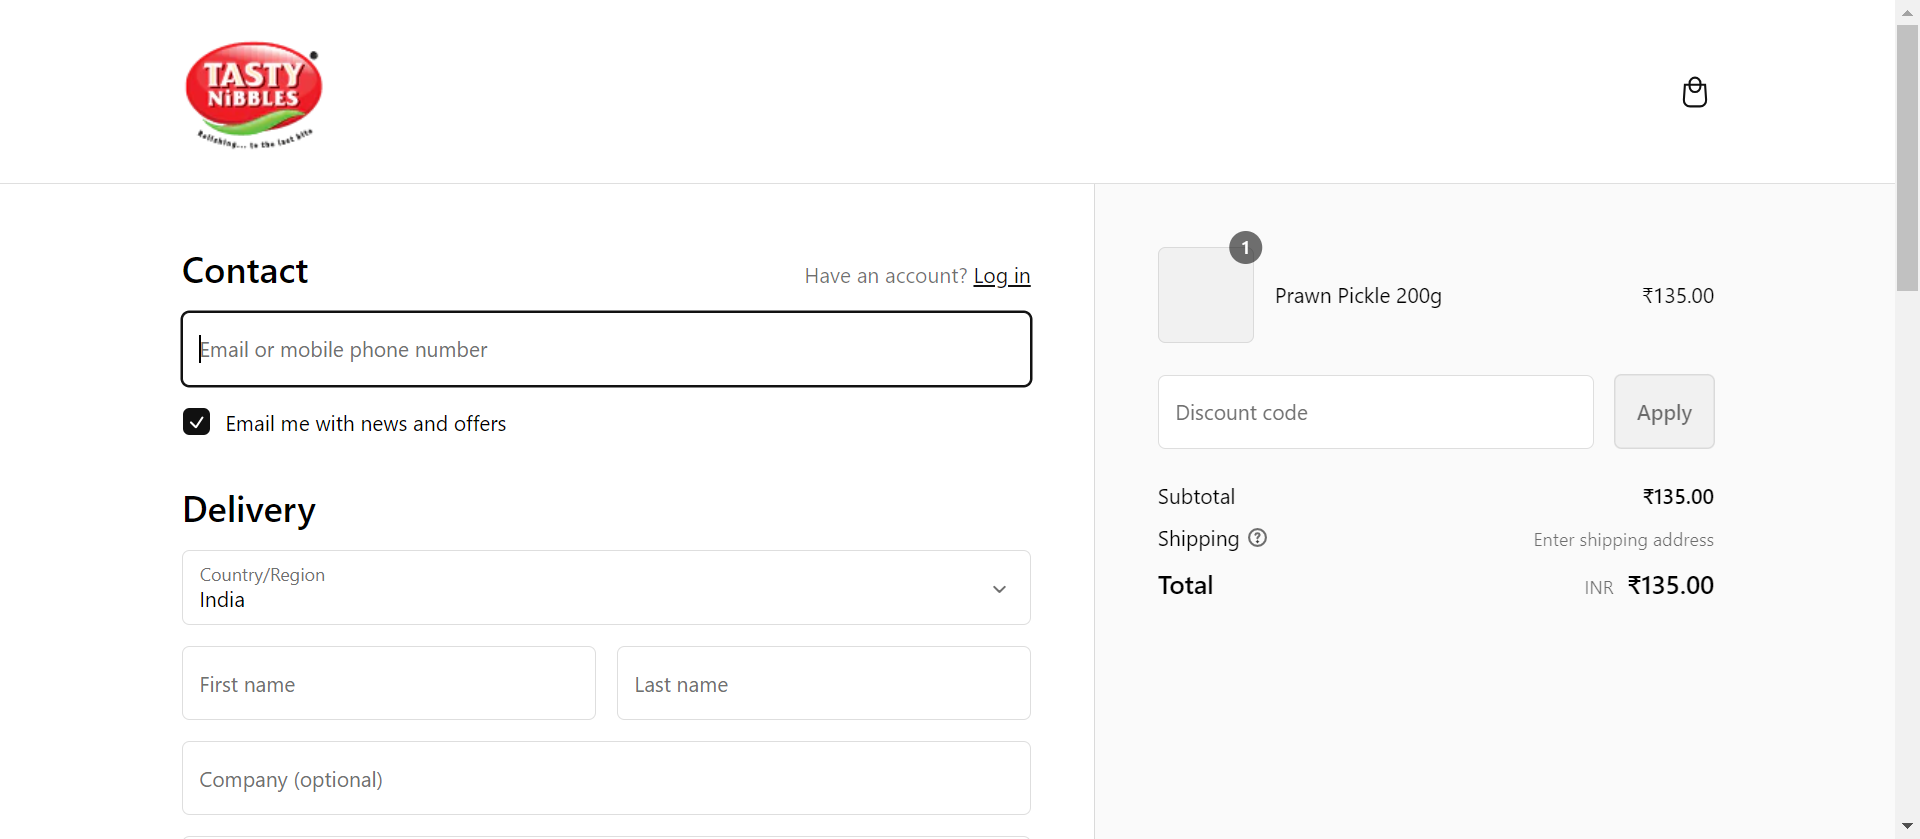 TASTY
NiBBLES
Relishing... to the last bite
Contact
Have an account? Log in
Email or mobile phone number
Email me with news and offers
Delivery
Country/Region
India
First name
Last name
Company (optional)
1
Prawn Pickle 200g
₹135.00
Discount code
Apply
Subtotal
₹135.00
Shipping
Enter shipping address
Total
INR ₹135.00